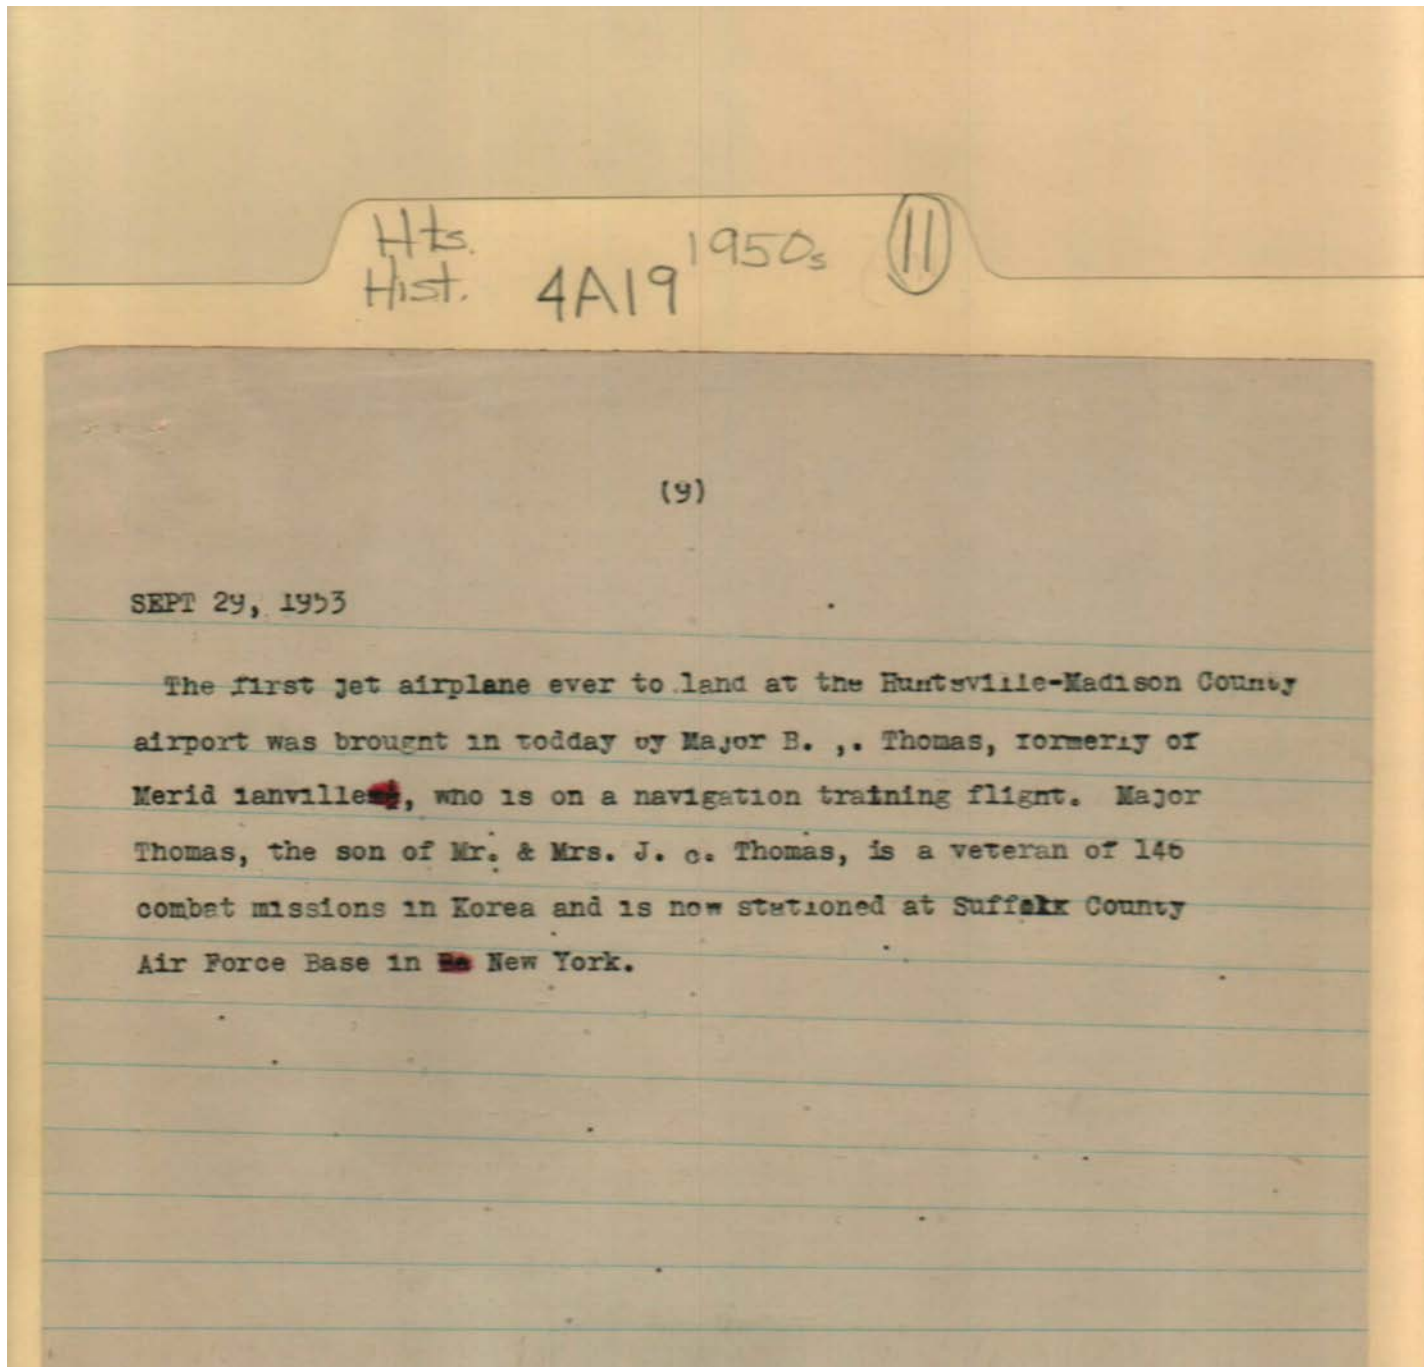 Hts.
Hist. 4A19 1950s 11
(9)
SEPT 29, 1953
The first jet airplane ever to land at the Huntsville-Madison County
airport was brought in todday by Major B. ,. Thomas, formerly of
Merid ianville, who is on a navigation training flight. Major
Thomas, the son of Mr. & Mrs. J. c. Thomas, is a veteran of 146
combat missions in Korea and is now stationed at Suffolk County
Air Force Base in New York.